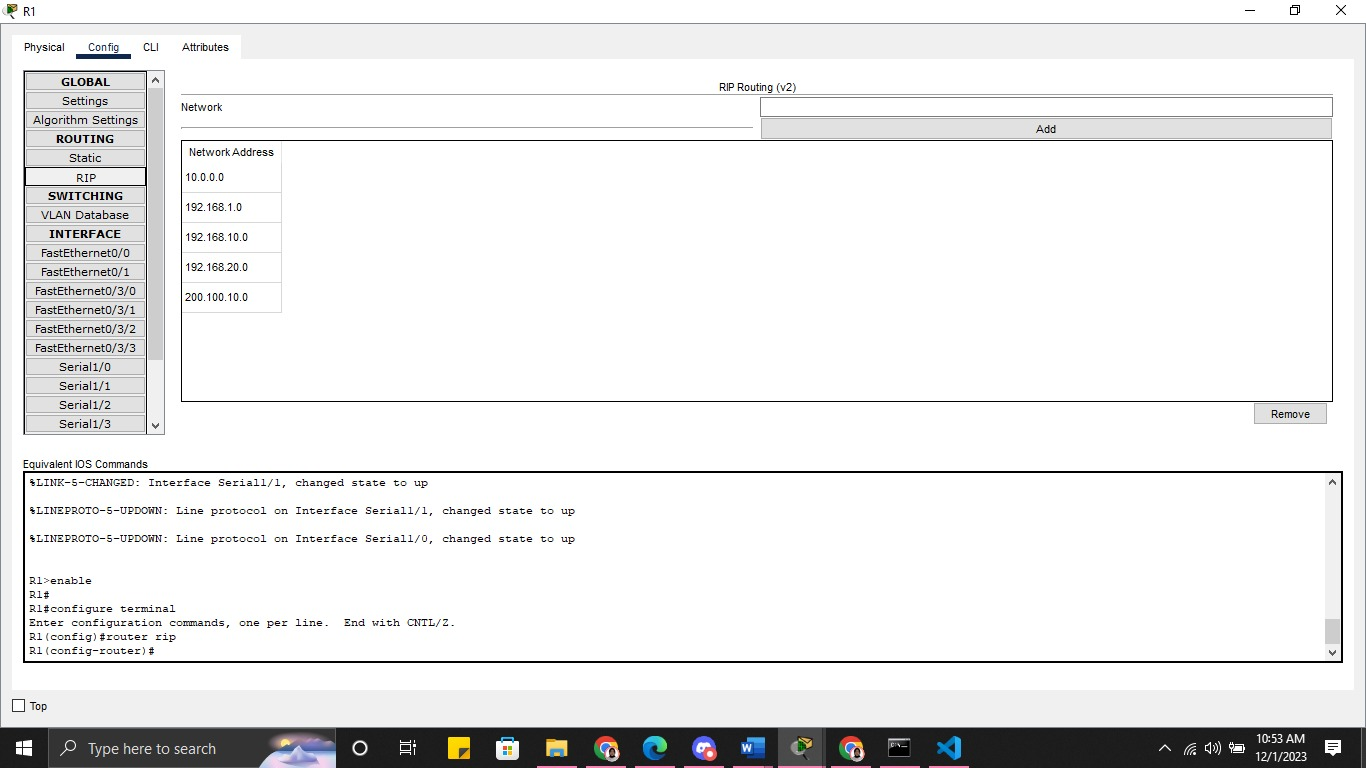 R1
Physical Config CLI Attributes
GLOBAL
Settings
Algorithm Settings
ROUTING
Static
RIP
SWITCHING
VLAN Database
INTERFACE
FastEthernet0/0
FastEthernet0/1
FastEthernet0/3/0
FastEthernet0/3/1
FastEthernet0/3/2
FastEthernet0/3/3
Serial1/0
Serial1/1
Serial1/2
Serial1/3
RIP Routing (v2)
Network
Add
Network Address
10.0.0.0
192.168.1.0
192.168.10.0
192.168.20.0
200.100.10.0
Remove
Equivalent IOS Commands
%LINK-5-CHANGED: Interface Serial1/1, changed state to up
%LINEPROTO-5-UPDOWN: Line protocol on Interface Serial1/1, changed state to up
%LINEPROTO-5-UPDOWN: Line protocol on Interface Serial1/0, changed state to up
R1>enable
R1#
R1#configure terminal
Enter configuration commands, one per line. End with CNTL/Z.
R1(config)#router rip
R1(config-router)#
Top
Type here to search
10:53 AM
12/1/2023